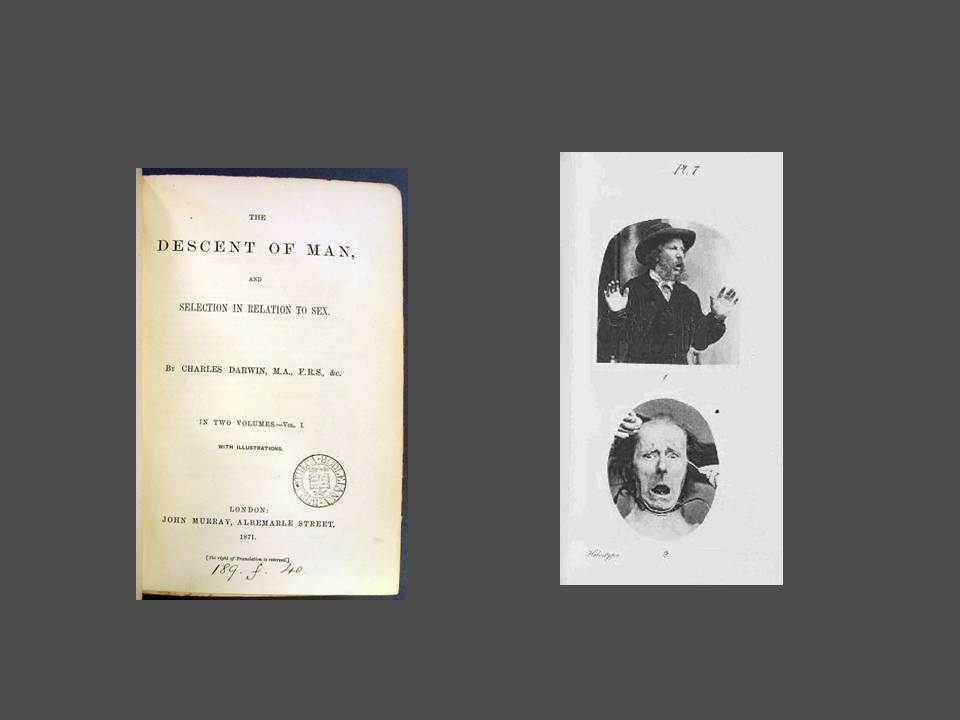 THE
DESCENT OF MAN,
AND
SELECTION IN RELATION TO SEX.
By CHARLES DARWIN, M.A., F.R.S., &c.
IN TWO VOLUMES.—Vol. I.
WITH ILLUSTRATIONS.
LONDON:
JOHN MURRAY, ALBEMARLE STREET.
1871.
[The right of Translation is reserved.]
189. f. 40
Pl. 7
1
Heliotype
2